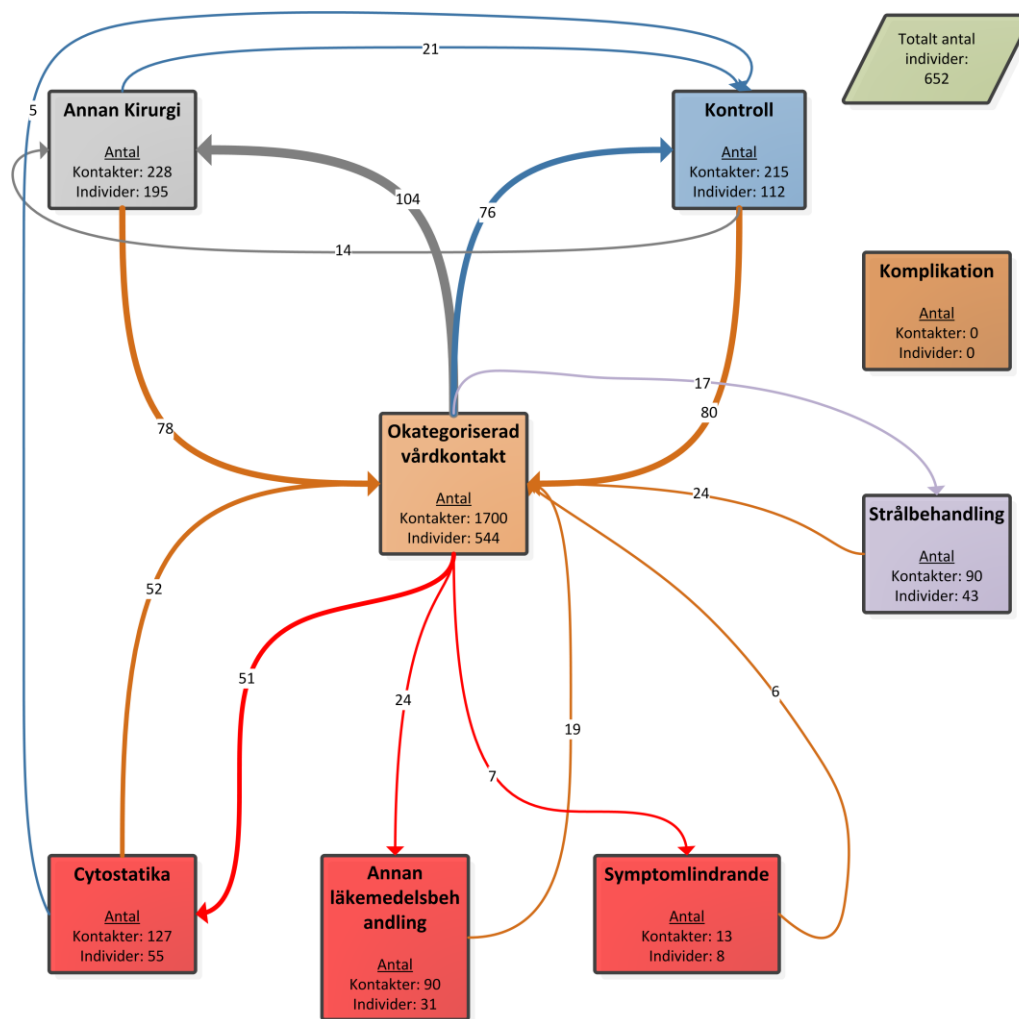 21
Totalt antal
individer:
652
5
Annan Kirurgi
Antal
Kontakter: 228
Individer: 195
Kontroll
Antal
Kontakter: 215
Individer: 112
104
76
14
Komplikation
Antal
Kontakter: 0
Individer: 0
17
78
80
Okategoriserad
vårdkontakt
Antal
Kontakter: 1700
Individer: 544
24
Strålbehandling
Antal
Kontakter: 90
Individer: 43
52
51
24
6
19
7
Cytostatika
Antal
Kontakter: 127
Individer: 55
Annan
läkemedelsbeh
andling
Antal
Kontakter: 90
Individer: 31
Symptomlindrande
Antal
Kontakter: 13
Individer: 8